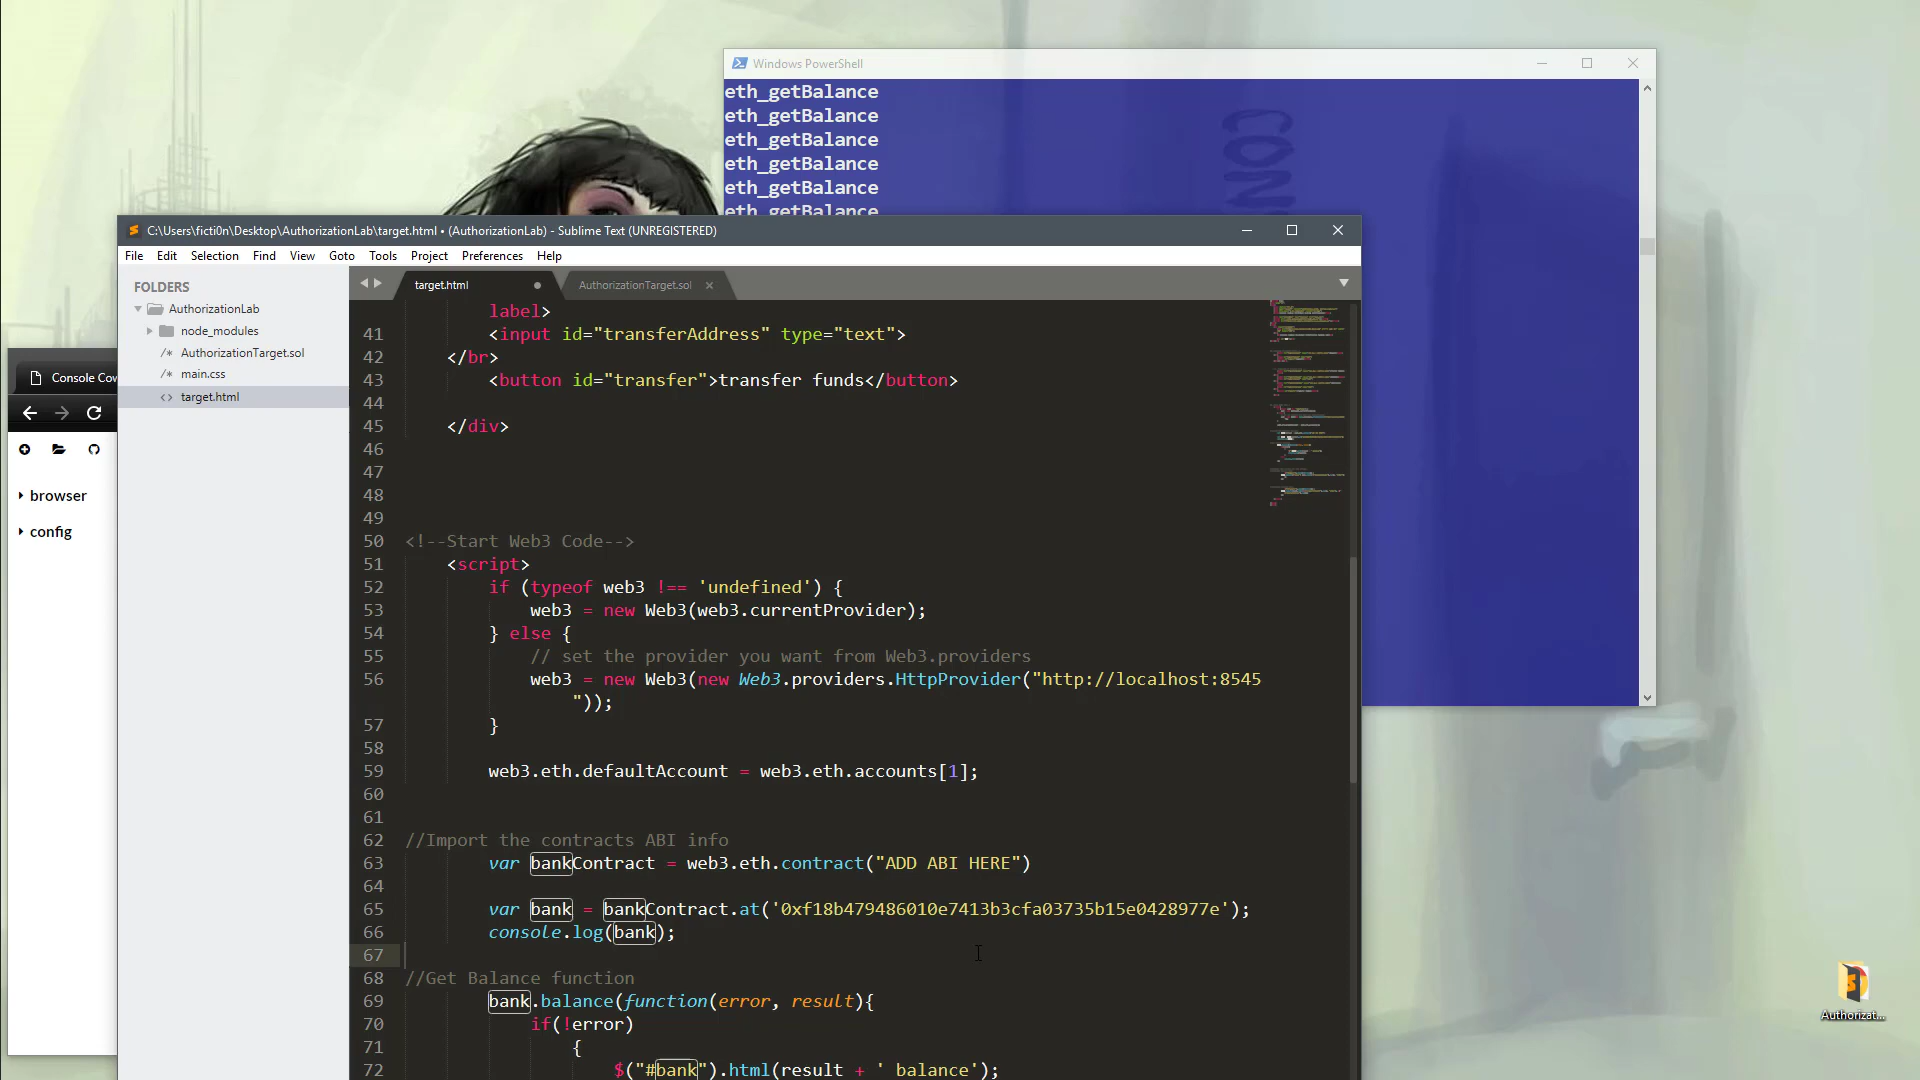 Windows PowerShell
eth_getBalance
eth_getBalance
eth_getBalance
eth_getBalance
eth_getBalance
eth_getBalance
CON
C:\Users\ficti0n\Desktop\AuthorizationLab\target.html • (AuthorizationLab) - Sublime Text (UNREGISTERED)
File Edit Selection Find View Goto Tools Project Preferences Help
FOLDERS
AuthorizationLab
node_modules
AuthorizationTarget.sol
main.css
target.html
Console Cow
browser
config
target.html
AuthorizationTarget.sol
label>
41 <input id="transferAddress" type="text">
42 </br>
43 <button id="transfer">transfer funds</button>
44
45 </div>
46
47
48
49
50 <!--Start Web3 Code-->
51 <script>
52 if (typeof web3 !== 'undefined') {
53 web3 = new Web3(web3.currentProvider);
54 } else {
55 // set the provider you want from Web3.providers
56 web3 = new Web3(new Web3.providers.HttpProvider("http://localhost:8545
"));
57 }
58
59 web3.eth.defaultAccount = web3.eth.accounts[1];
60
61
62 //Import the contracts ABI info
63 var bankContract = web3.eth.contract("ADD ABI HERE")
64
65 var bank = bankContract.at('0xf18b479486010e7413b3cfa03735b15e0428977e');
66 console.log(bank);
67
68 //Get Balance function
69 bank.balance(function(error, result){
70 if(!error)
71 {
72 $("#bank").html(result + ' balance');
Authorizat...